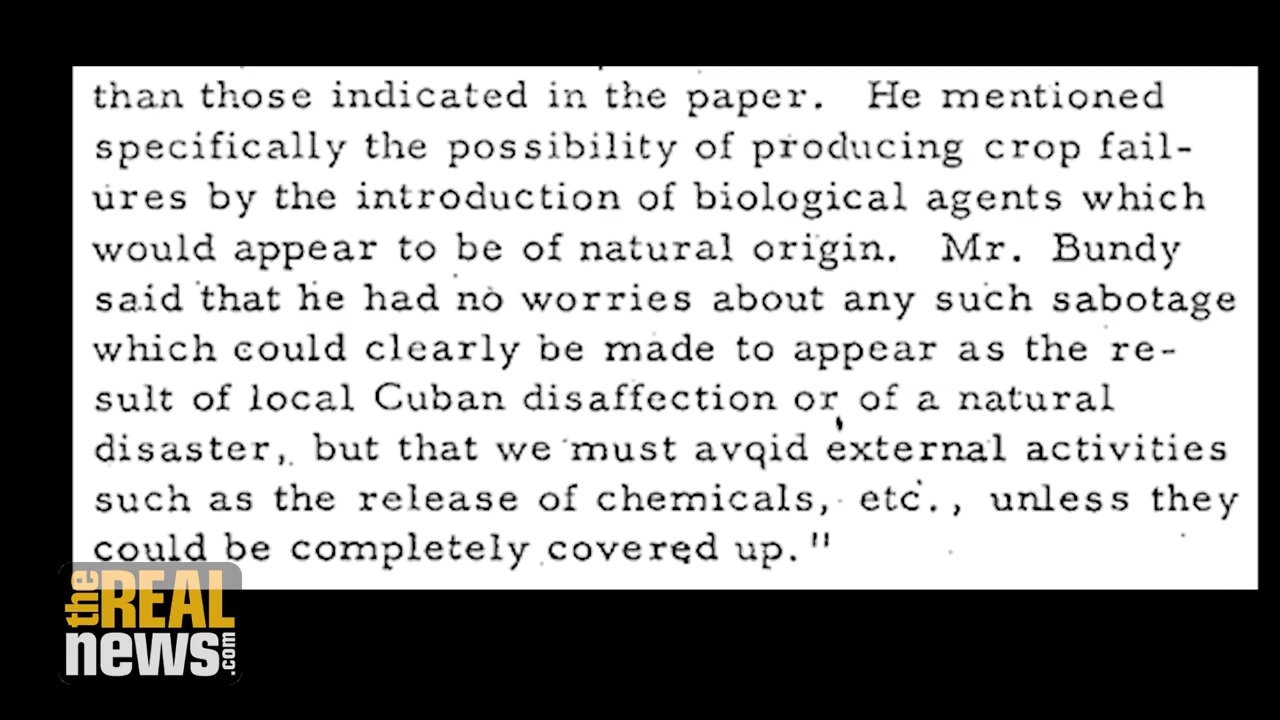 than those indicated in the paper. He mentioned
specifically the possibility of producing crop fail-
ures by the introduction of biological agents which
would appear to be of natural origin. Mr. Bundy
said that he had no worries about any such sabotage
which could clearly be made to appear as the re-
sult of local Cuban disaffection or of a natural
disaster, but that we must avoid external activities
such as the release of chemicals, etc., unless they
could be completely covered up."
the REAL
news.com